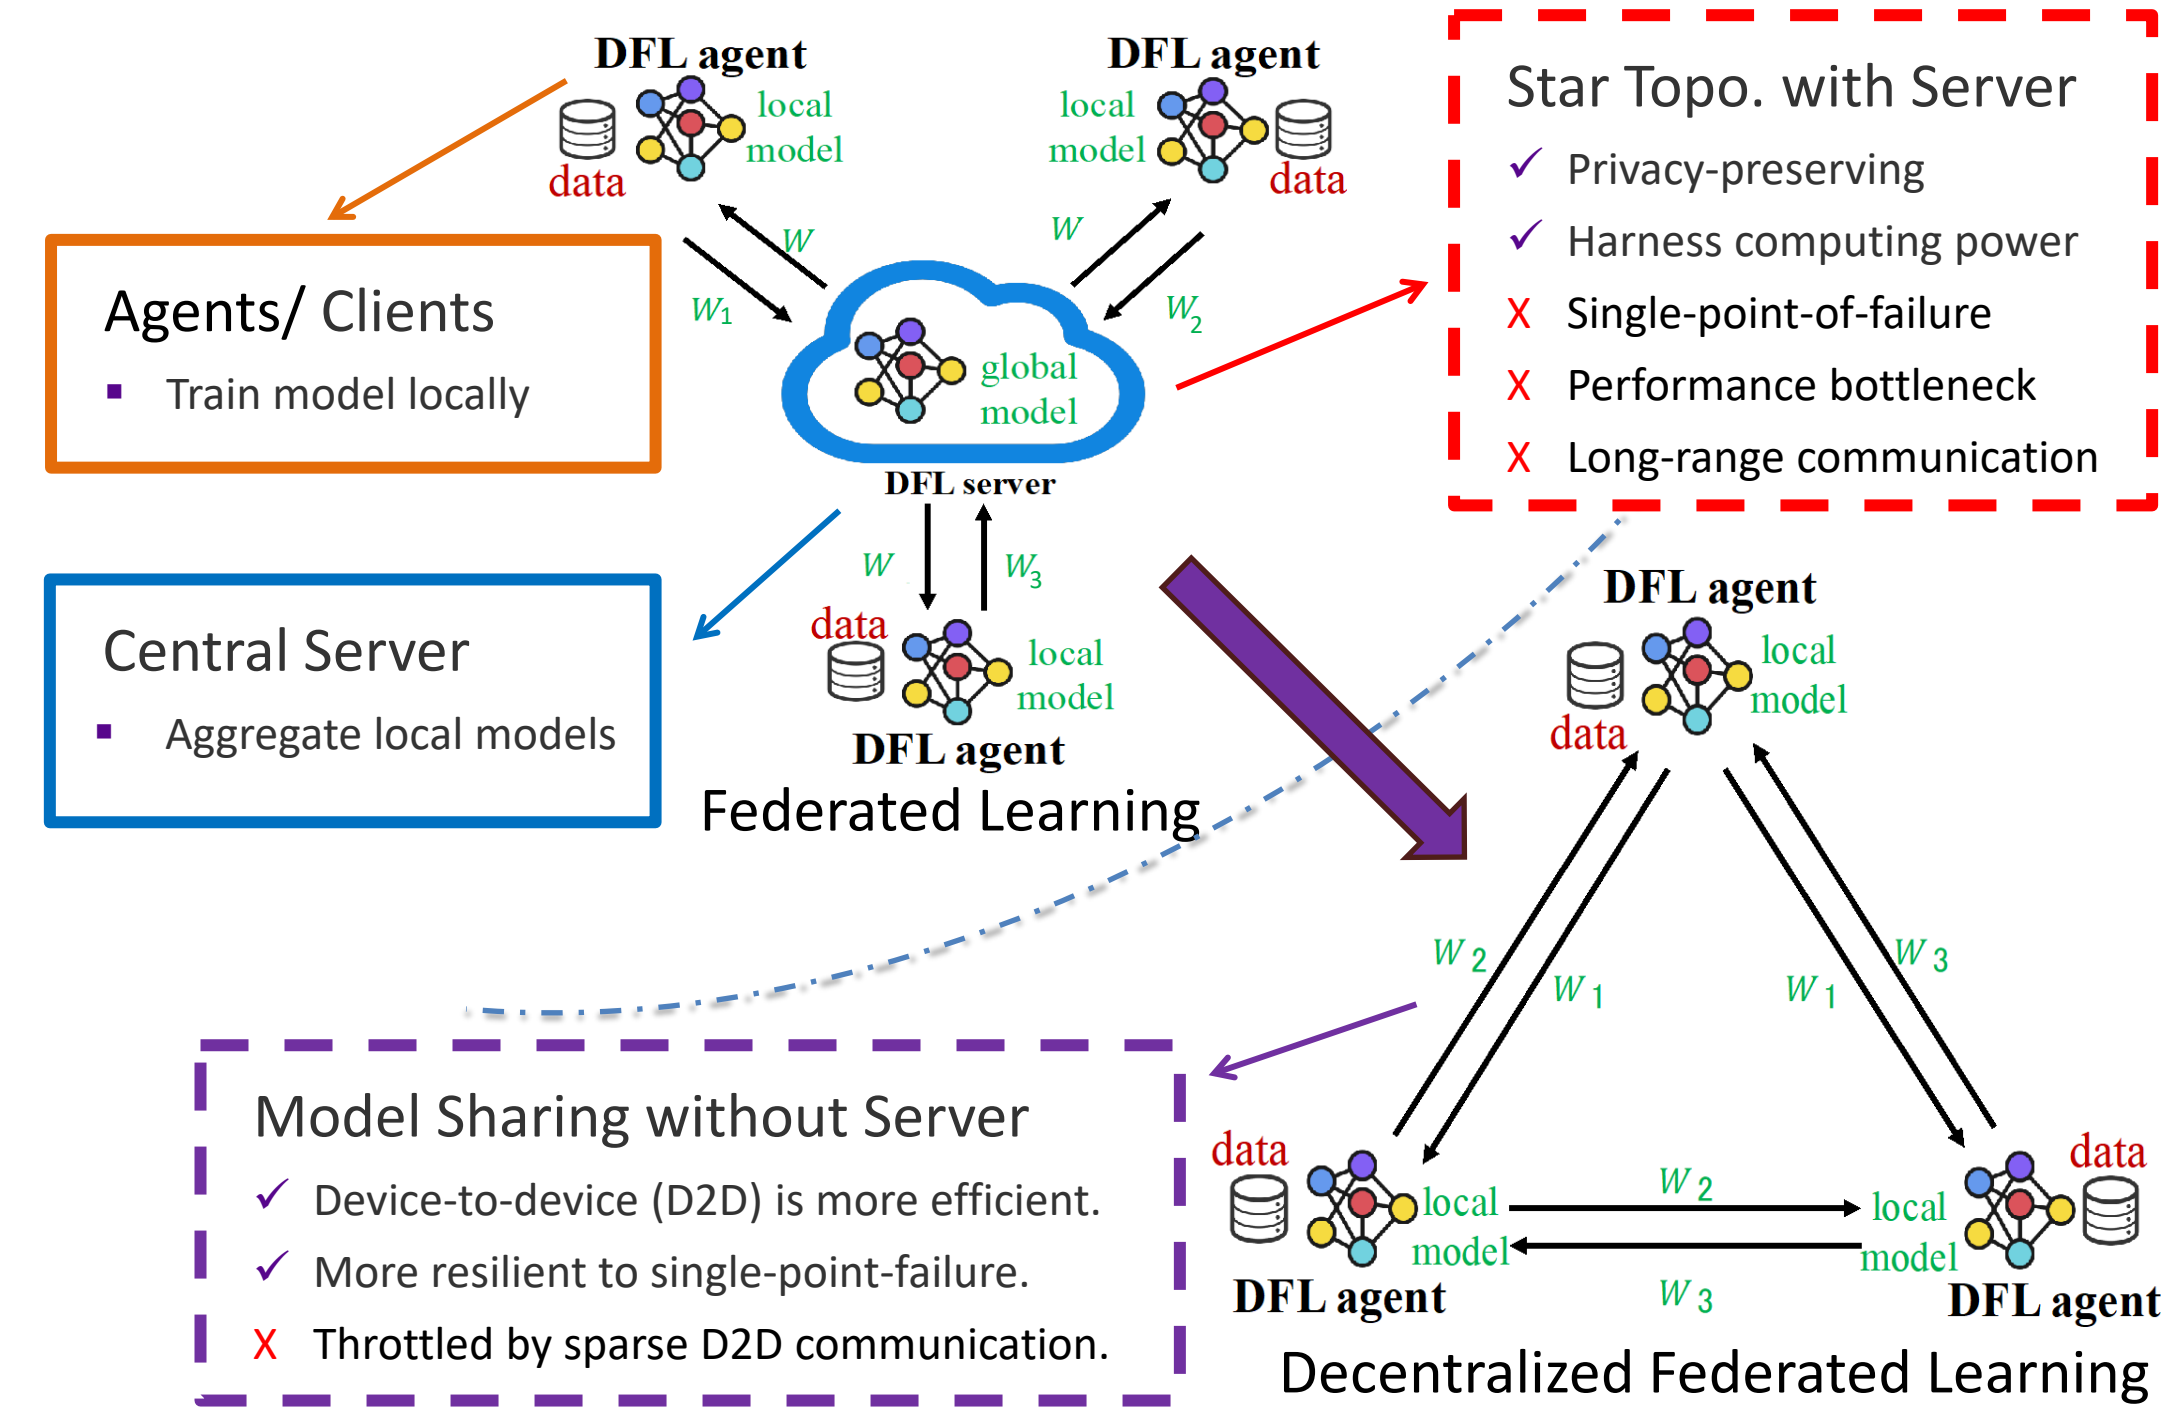 DFL agent
local
model
data
DFL agent
local
model
data
Star Topo. with Server
✓ Privacy-preserving
✓ Harness computing power
X Single-point-of-failure
X Performance bottleneck
X Long-range communication
W
W1
W
W2
Agents/ Clients
▪ Train model locally
global
model
DFL server
W
W3
Central Server
▪ Aggregate local models
data
local
model
DFL agent
Federated Learning
DFL agent
local
model
data
W 2
W 1
W 1
W 3
Model Sharing without Server
✓ Device-to-device (D2D) is more efficient.
✓ More resilient to single-point-failure.
X Throttled by sparse D2D communication.
data
local
model
DFL agent
W 2
W 3
data
local
model
DFL agent
Decentralized Federated Learning